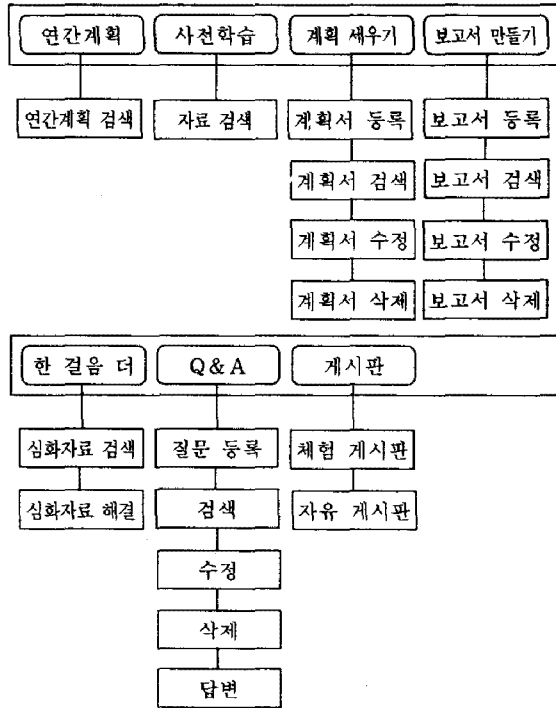 연간계획 사전학습 계획 세우기 보고서 만들기
연간계획 검색 자료 검색 계획서 등록 보고서 등록
계획서 검색 보고서 검색
계획서 수정 보고서 수정
계획서 삭제 보고서 삭제
한 걸음 더 Q&A 게시판
심화자료 검색 질문 등록 체험 게시판
심화자료 해결 검색 자유 게시판
수정
삭제
답변